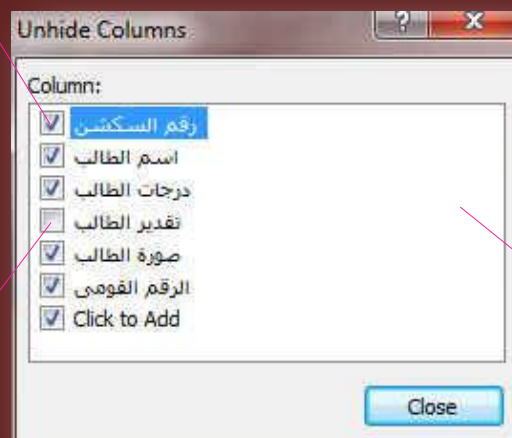 Unhide Columns
Column:
رقم السكشن
اسم الطالب
درجات الطالب
تقدير الطالب
صورة الطالب
الرقم القومى
Click to Add
Close